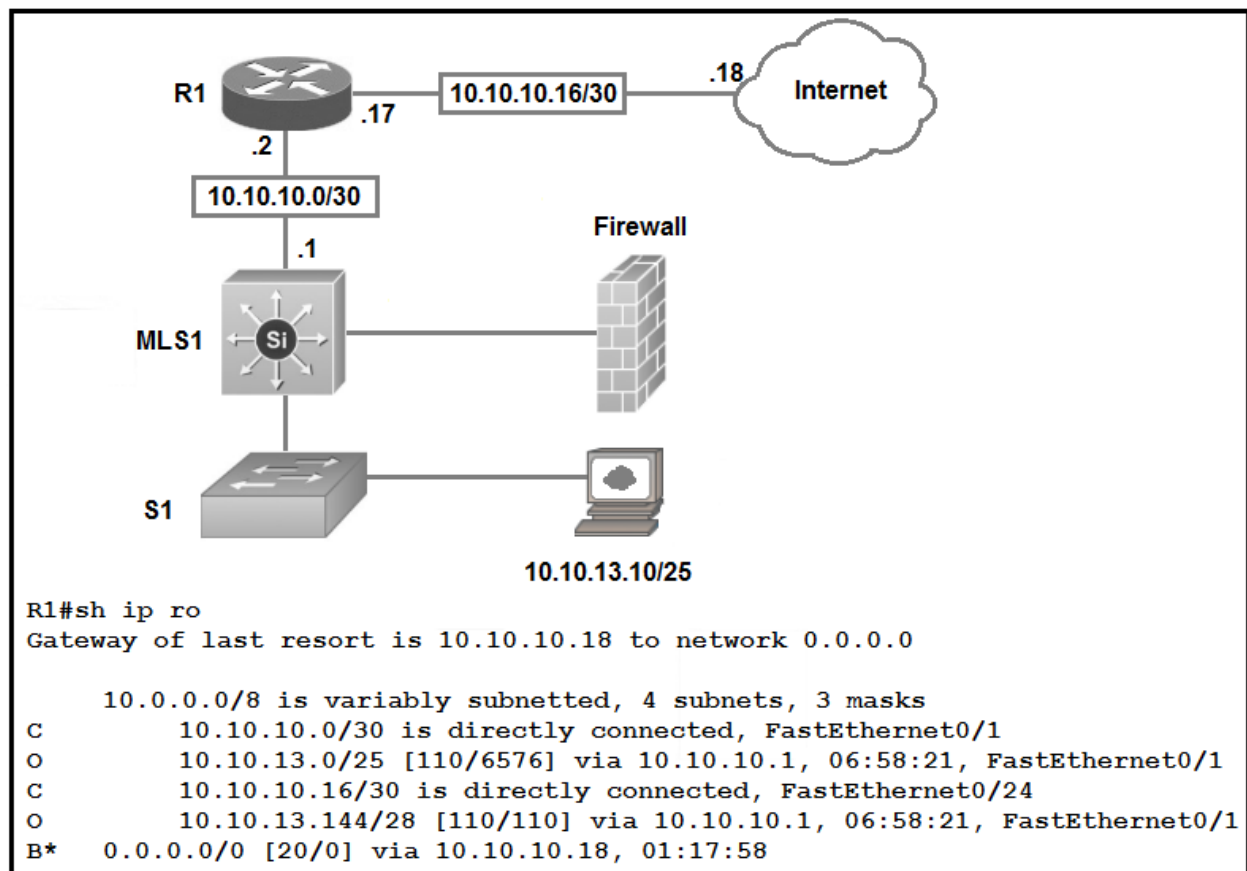 R1
.17
10.10.10.16/30
.18
Internet
.2
10.10.10.0/30
.1
Firewall
MLS1
Si
S1
10.10.13.10/25
R1#sh ip ro
Gateway of last resort is 10.10.10.18 to network 0.0.0.0
10.0.0.0/8 is variably subnetted, 4 subnets, 3 masks
C 10.10.10.0/30 is directly connected, FastEthernet0/1
O 10.10.13.0/25 [110/6576] via 10.10.10.1, 06:58:21, FastEthernet0/1
C 10.10.10.16/30 is directly connected, FastEthernet0/24
O 10.10.13.144/28 [110/110] via 10.10.10.1, 06:58:21, FastEthernet0/1
B* 0.0.0.0/0 [20/0] via 10.10.10.18, 01:17:58